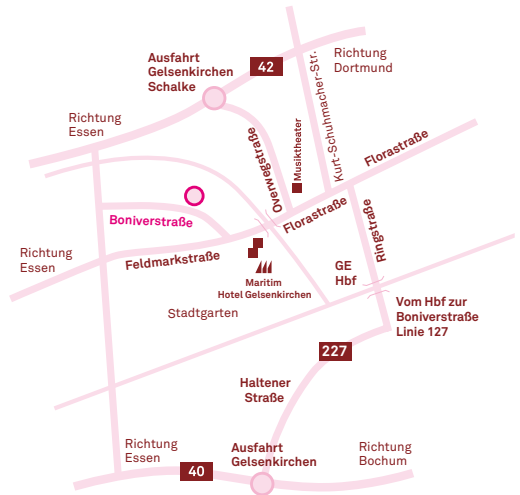 Ausfahrt
Gelsenkirchen
Schalke
42
Richtung
Dortmund
Kurt-Schuhmacher-Str.
Richtung
Essen
Overwegstraße
Musiktheater
Florastraße
Boniverstraße
Florastraße
Ringstraße
Richtung
Essen
Feldmarkstraße
Maritim
Hotel Gelsenkirchen
GE
Hbf
Stadtgarten
Vom Hbf zur
Boniverstraße
Linie 127
227
Haltener
Straße
Richtung
Essen
40
Ausfahrt
Gelsenkirchen
Richtung
Bochum